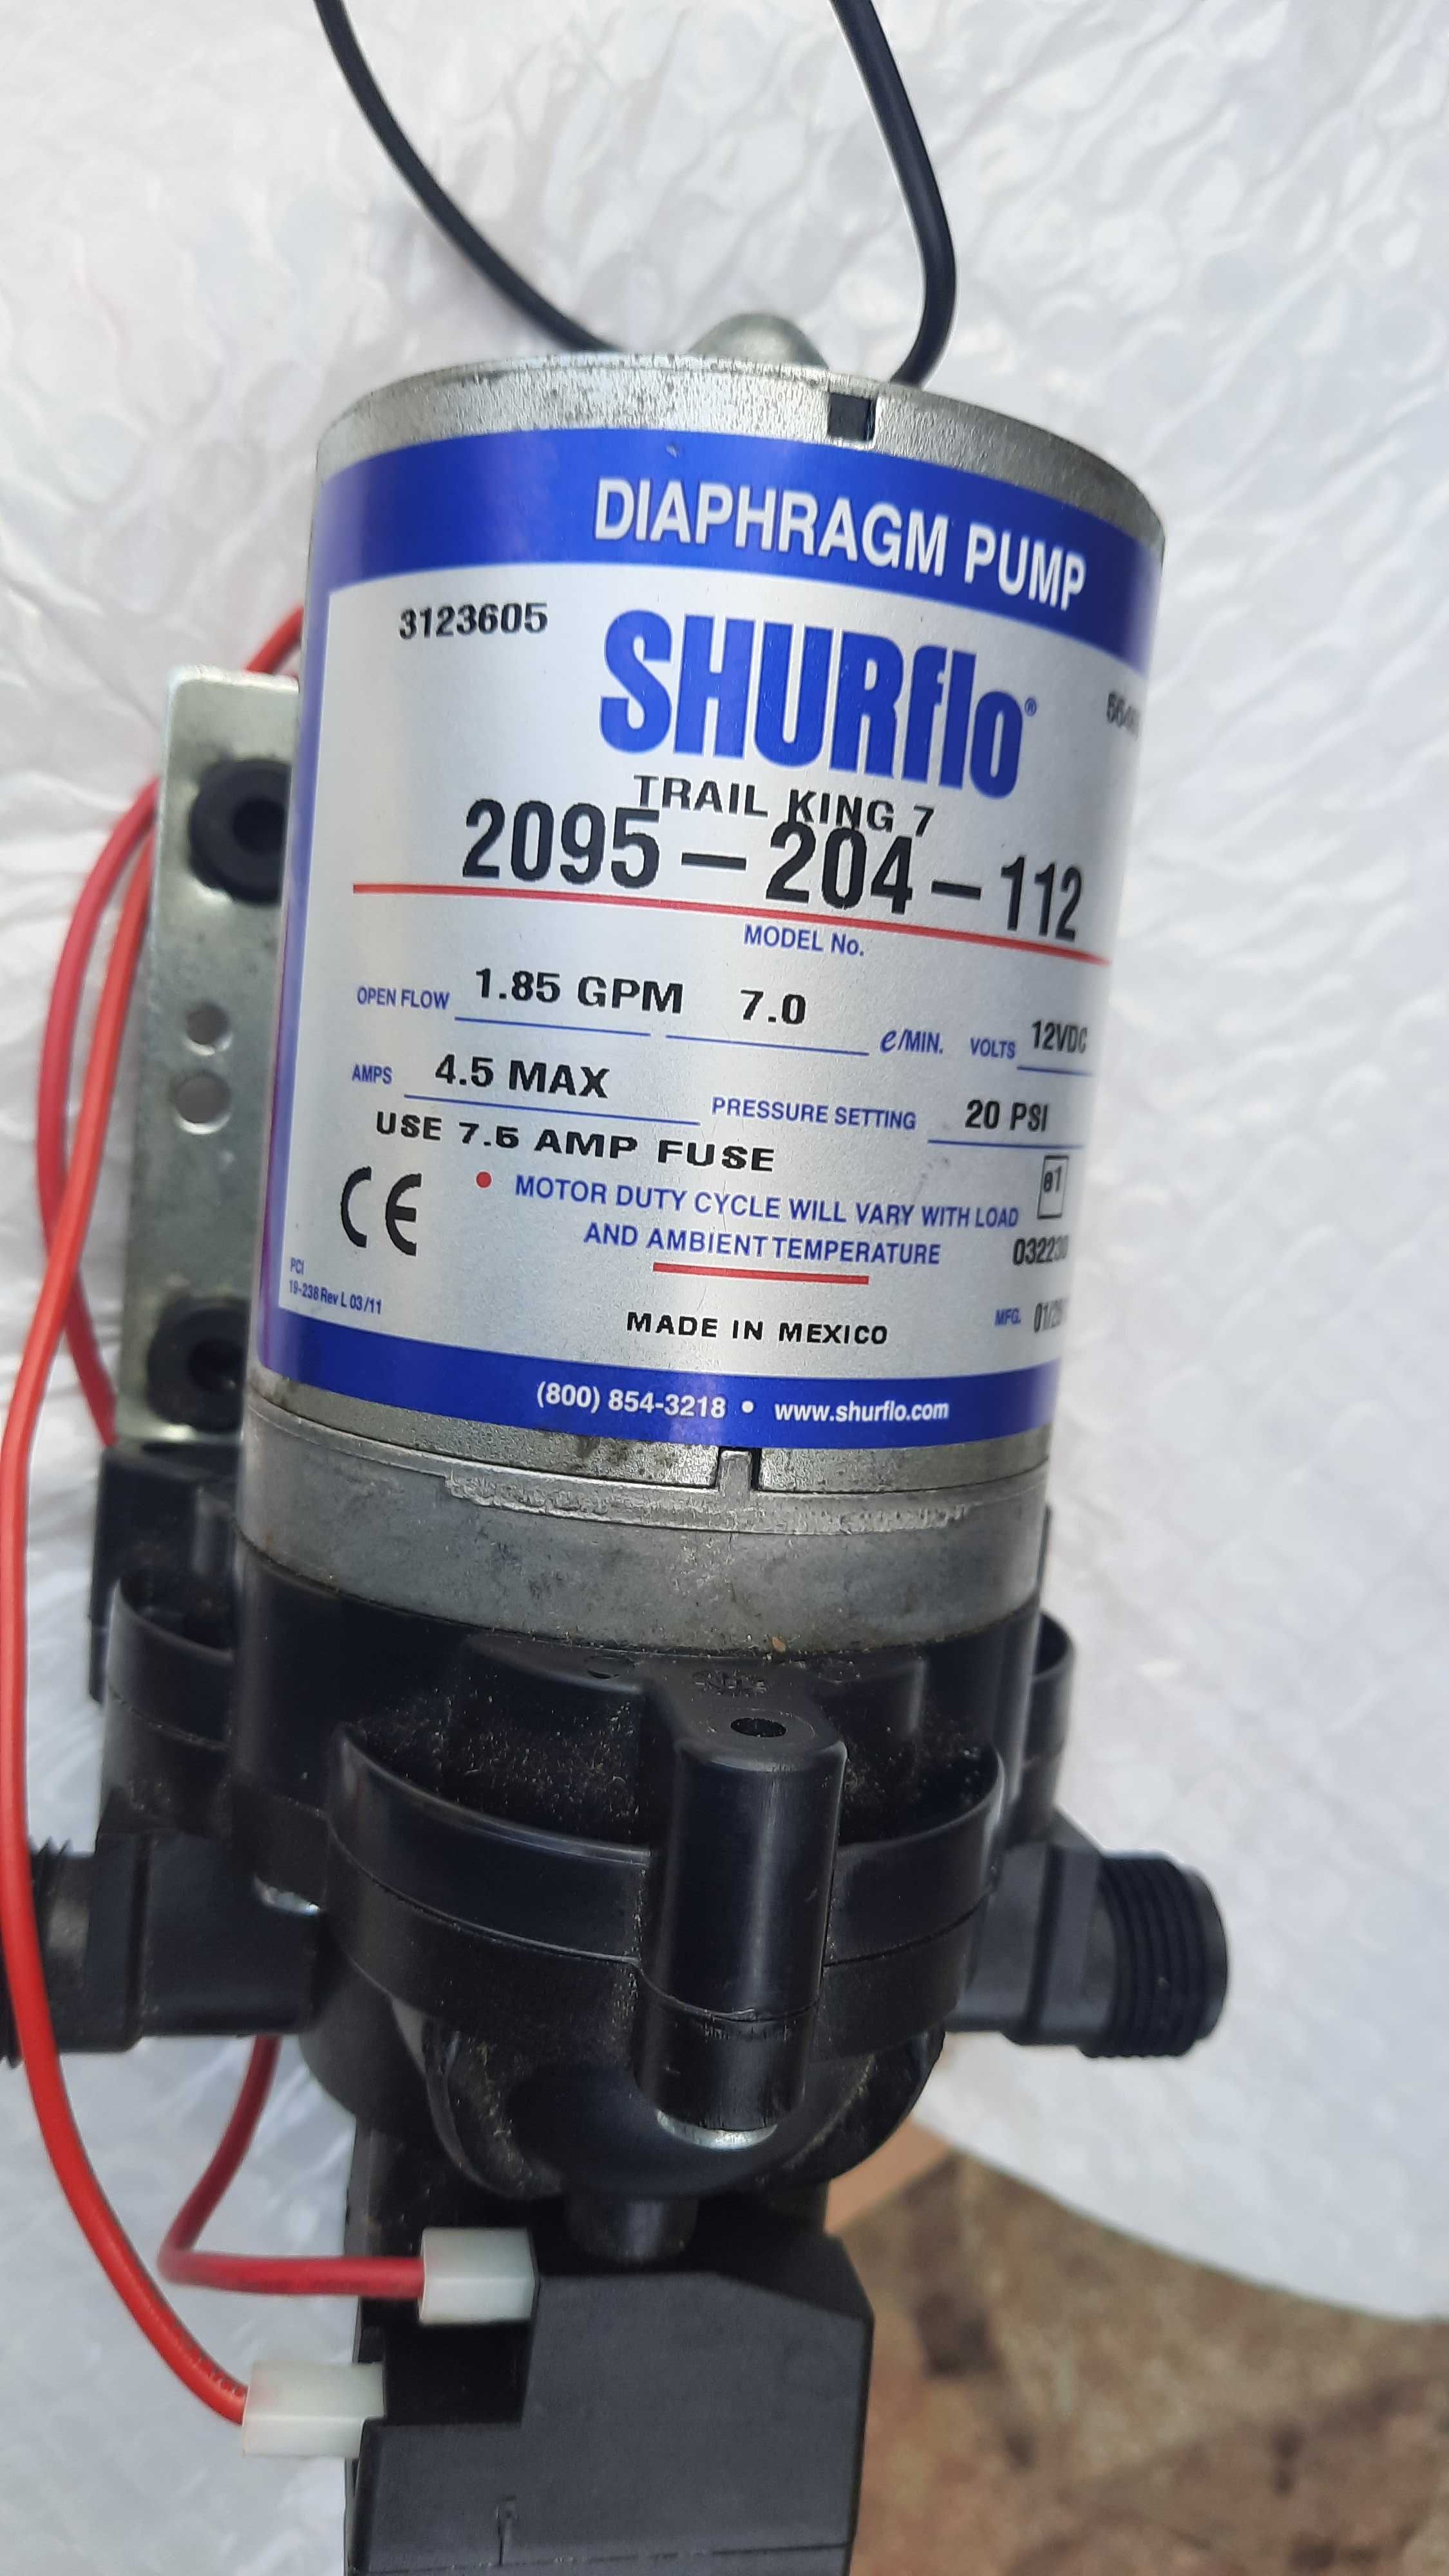 DIAPHRAGM PUMP
3123605
SHURflo®
TRAIL KING 7
2095-204-112
MODEL No.
OPEN FLOW 1.85 GPM 7.0 ℓ/MIN. VOLTS 12VDC
AMPS 4.5 MAX PRESSURE SETTING 20 PSI
USE 7.5 AMP FUSE
CE • MOTOR DUTY CYCLE WILL VARY WITH LOAD e1
AND AMBIENT TEMPERATURE
PCI
19-238 Rev L 03/11
MADE IN MEXICO MFG.
(800) 854-3218 • www.shurflo.com